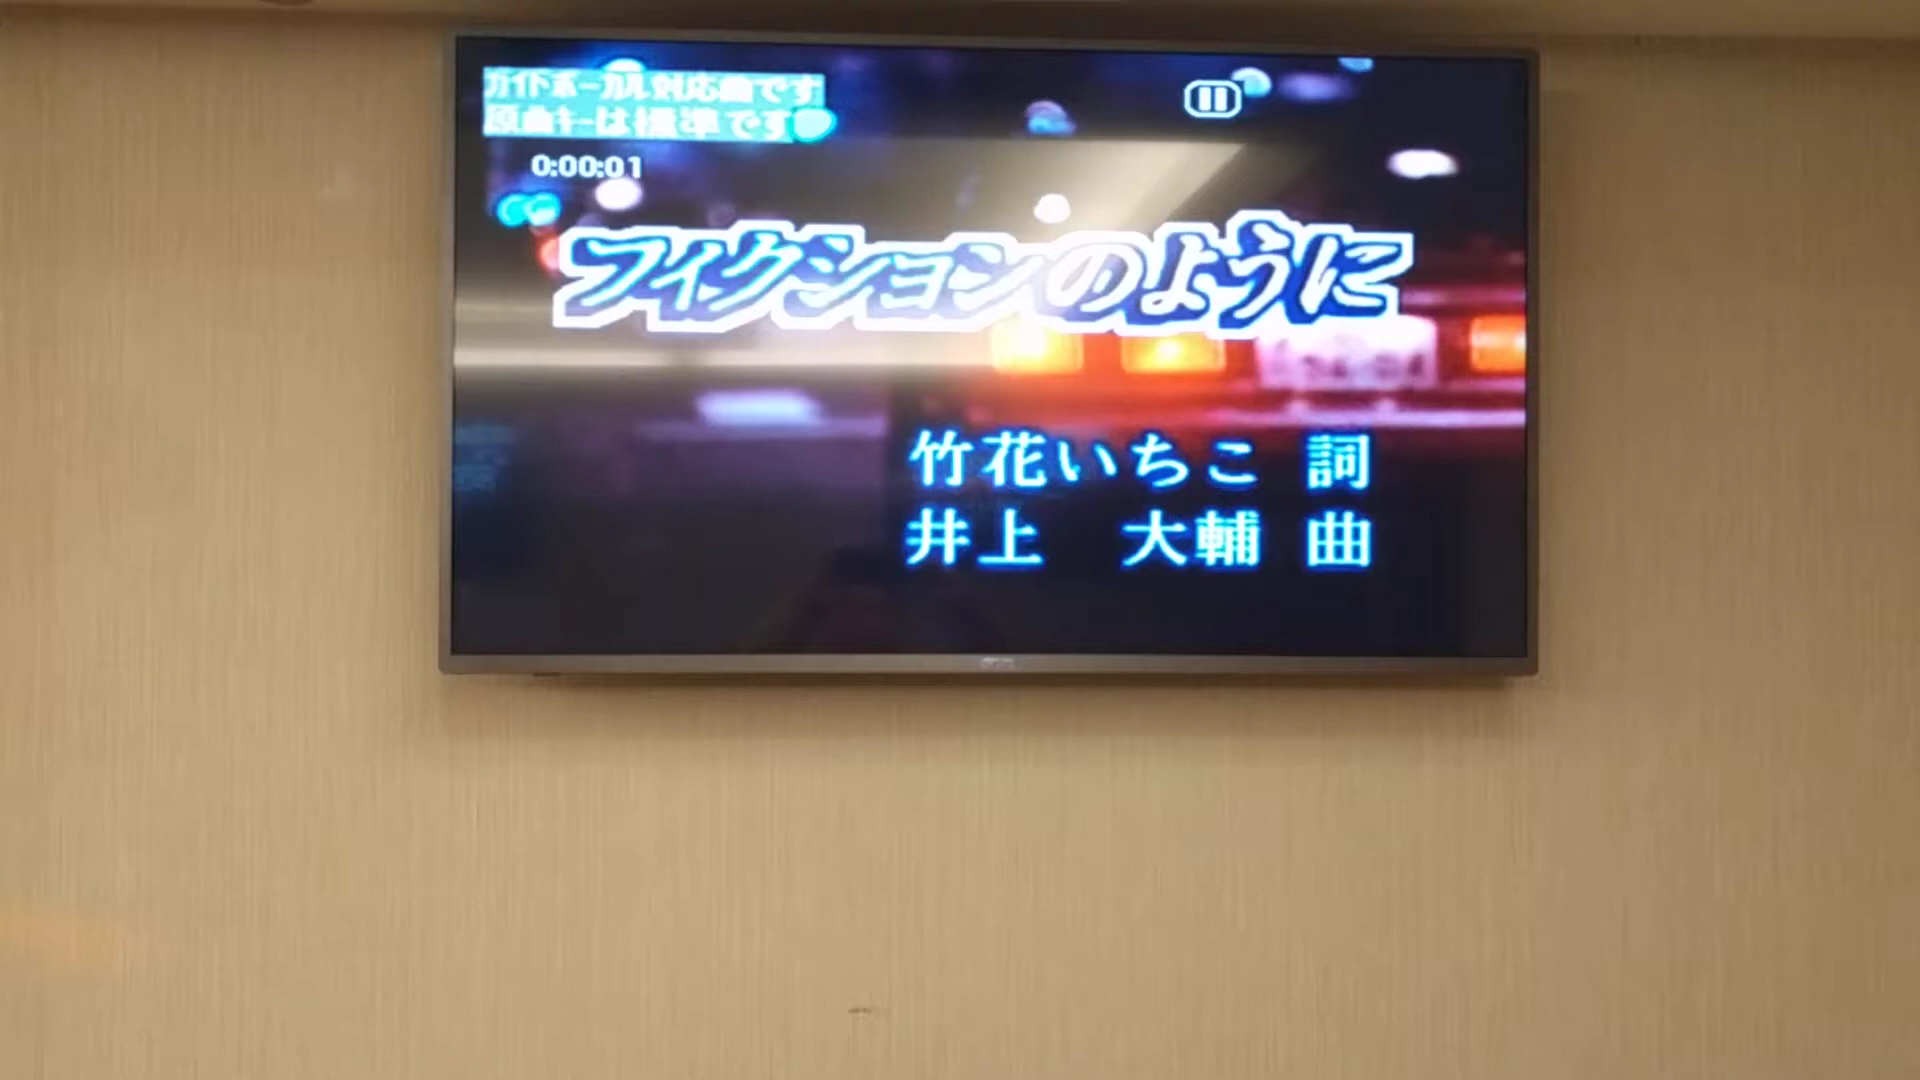 ガイドボーカル対応曲です
原曲キーは標準です
0:00:01
フィクションのように
竹花いちこ 詞
井上 大輔 曲